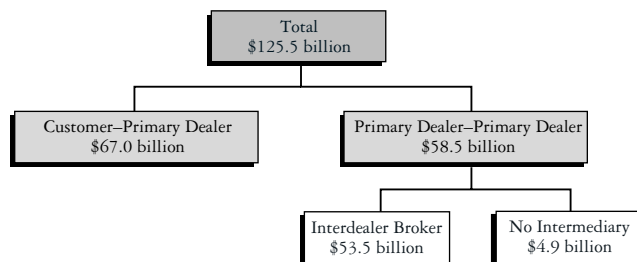 Total
$125.5 billion
Customer–Primary Dealer
$67.0 billion
Primary Dealer–Primary Dealer
$58.5 billion
Interdealer Broker
$53.5 billion
No Intermediary
$4.9 billion